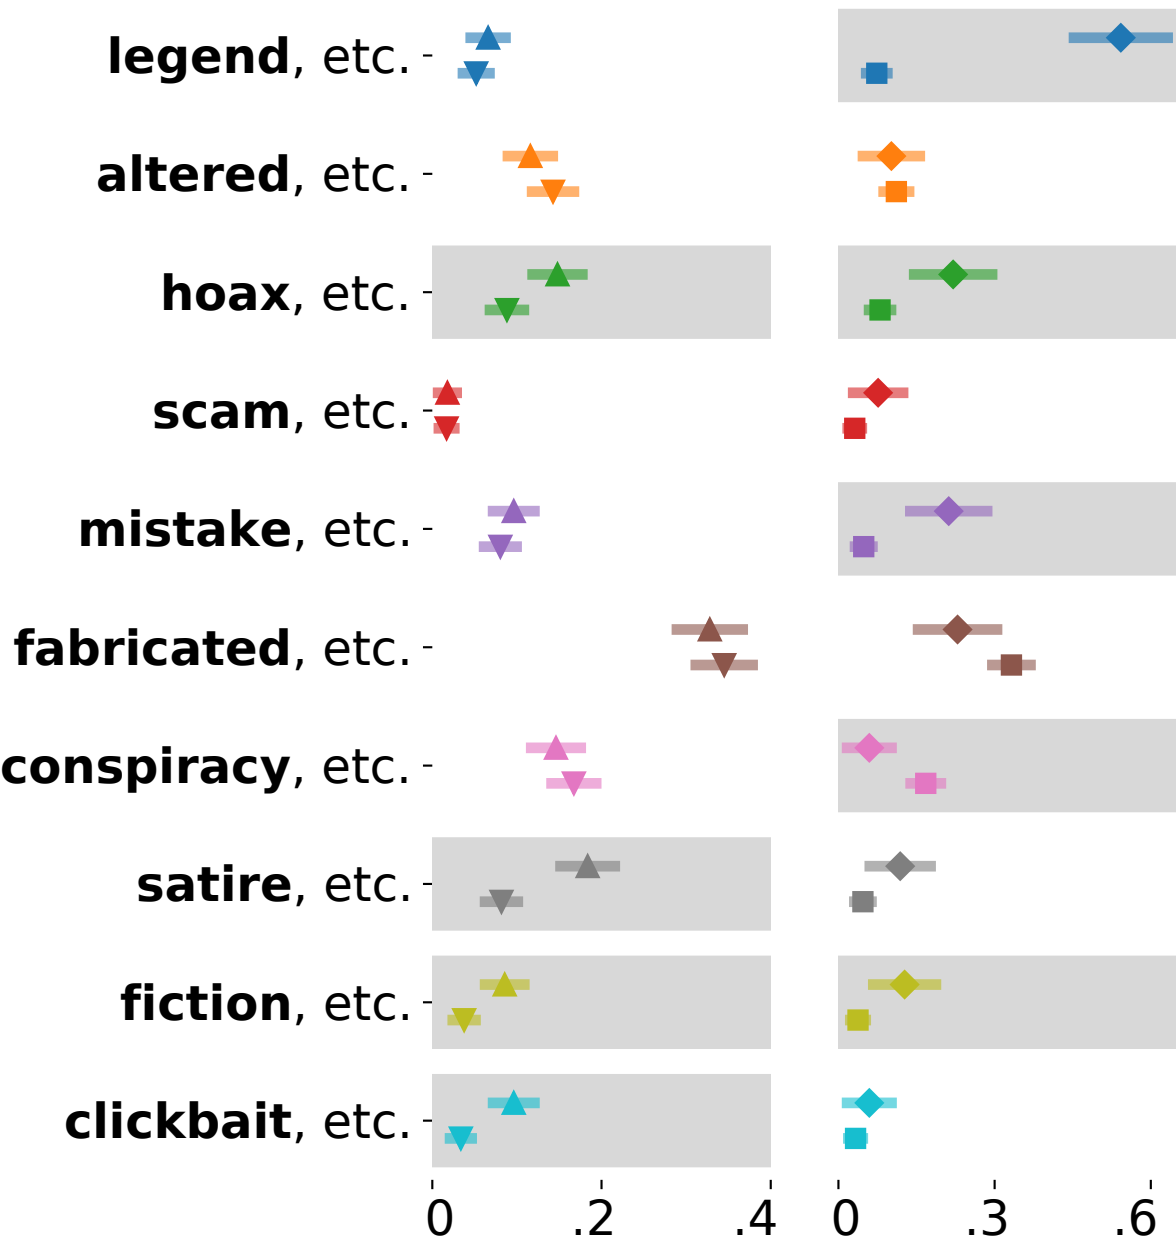 legend, etc.
altered, etc.
hoax, etc.
scam, etc.
mistake, etc.
fabricated, etc.
conspiracy, etc.
satire, etc.
fiction, etc.
clickbait, etc.
0 .2 .4 0 .3 .6